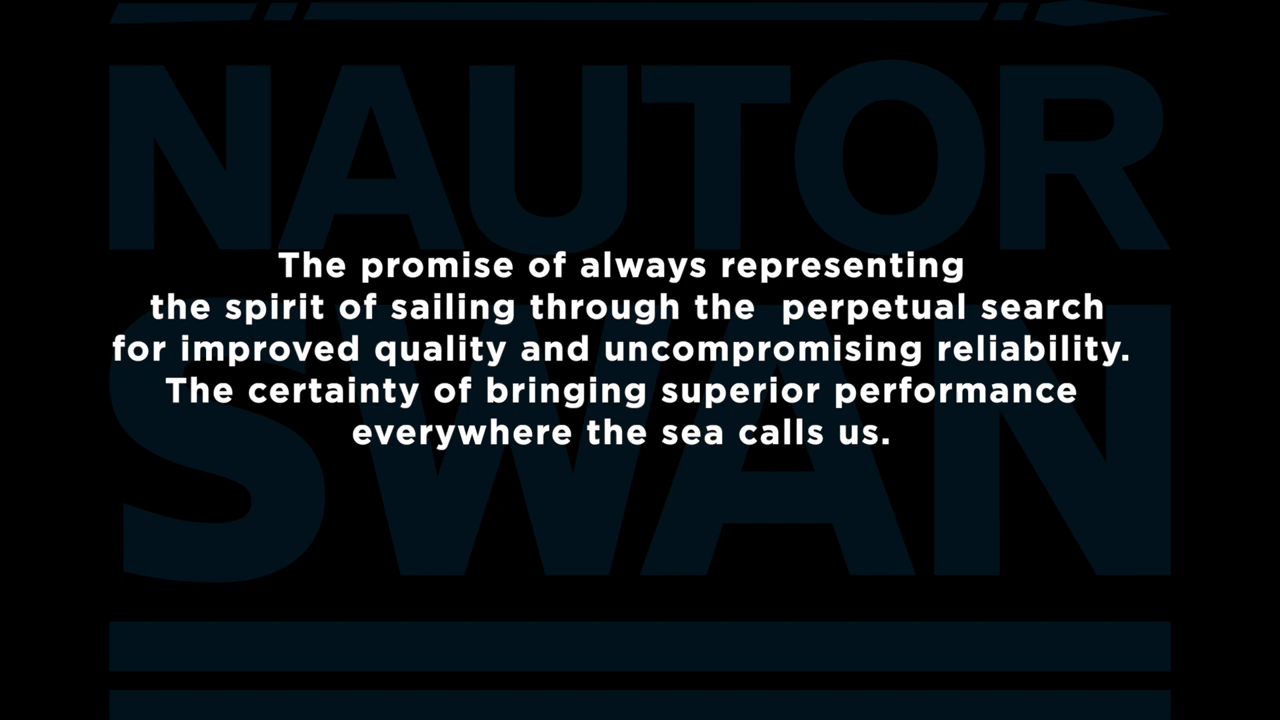 NAUTOR
SWAN
The promise of always representing
the spirit of sailing through the  perpetual search
for improved quality and uncompromising reliability.
The certainty of bringing superior performance
everywhere the sea calls us.